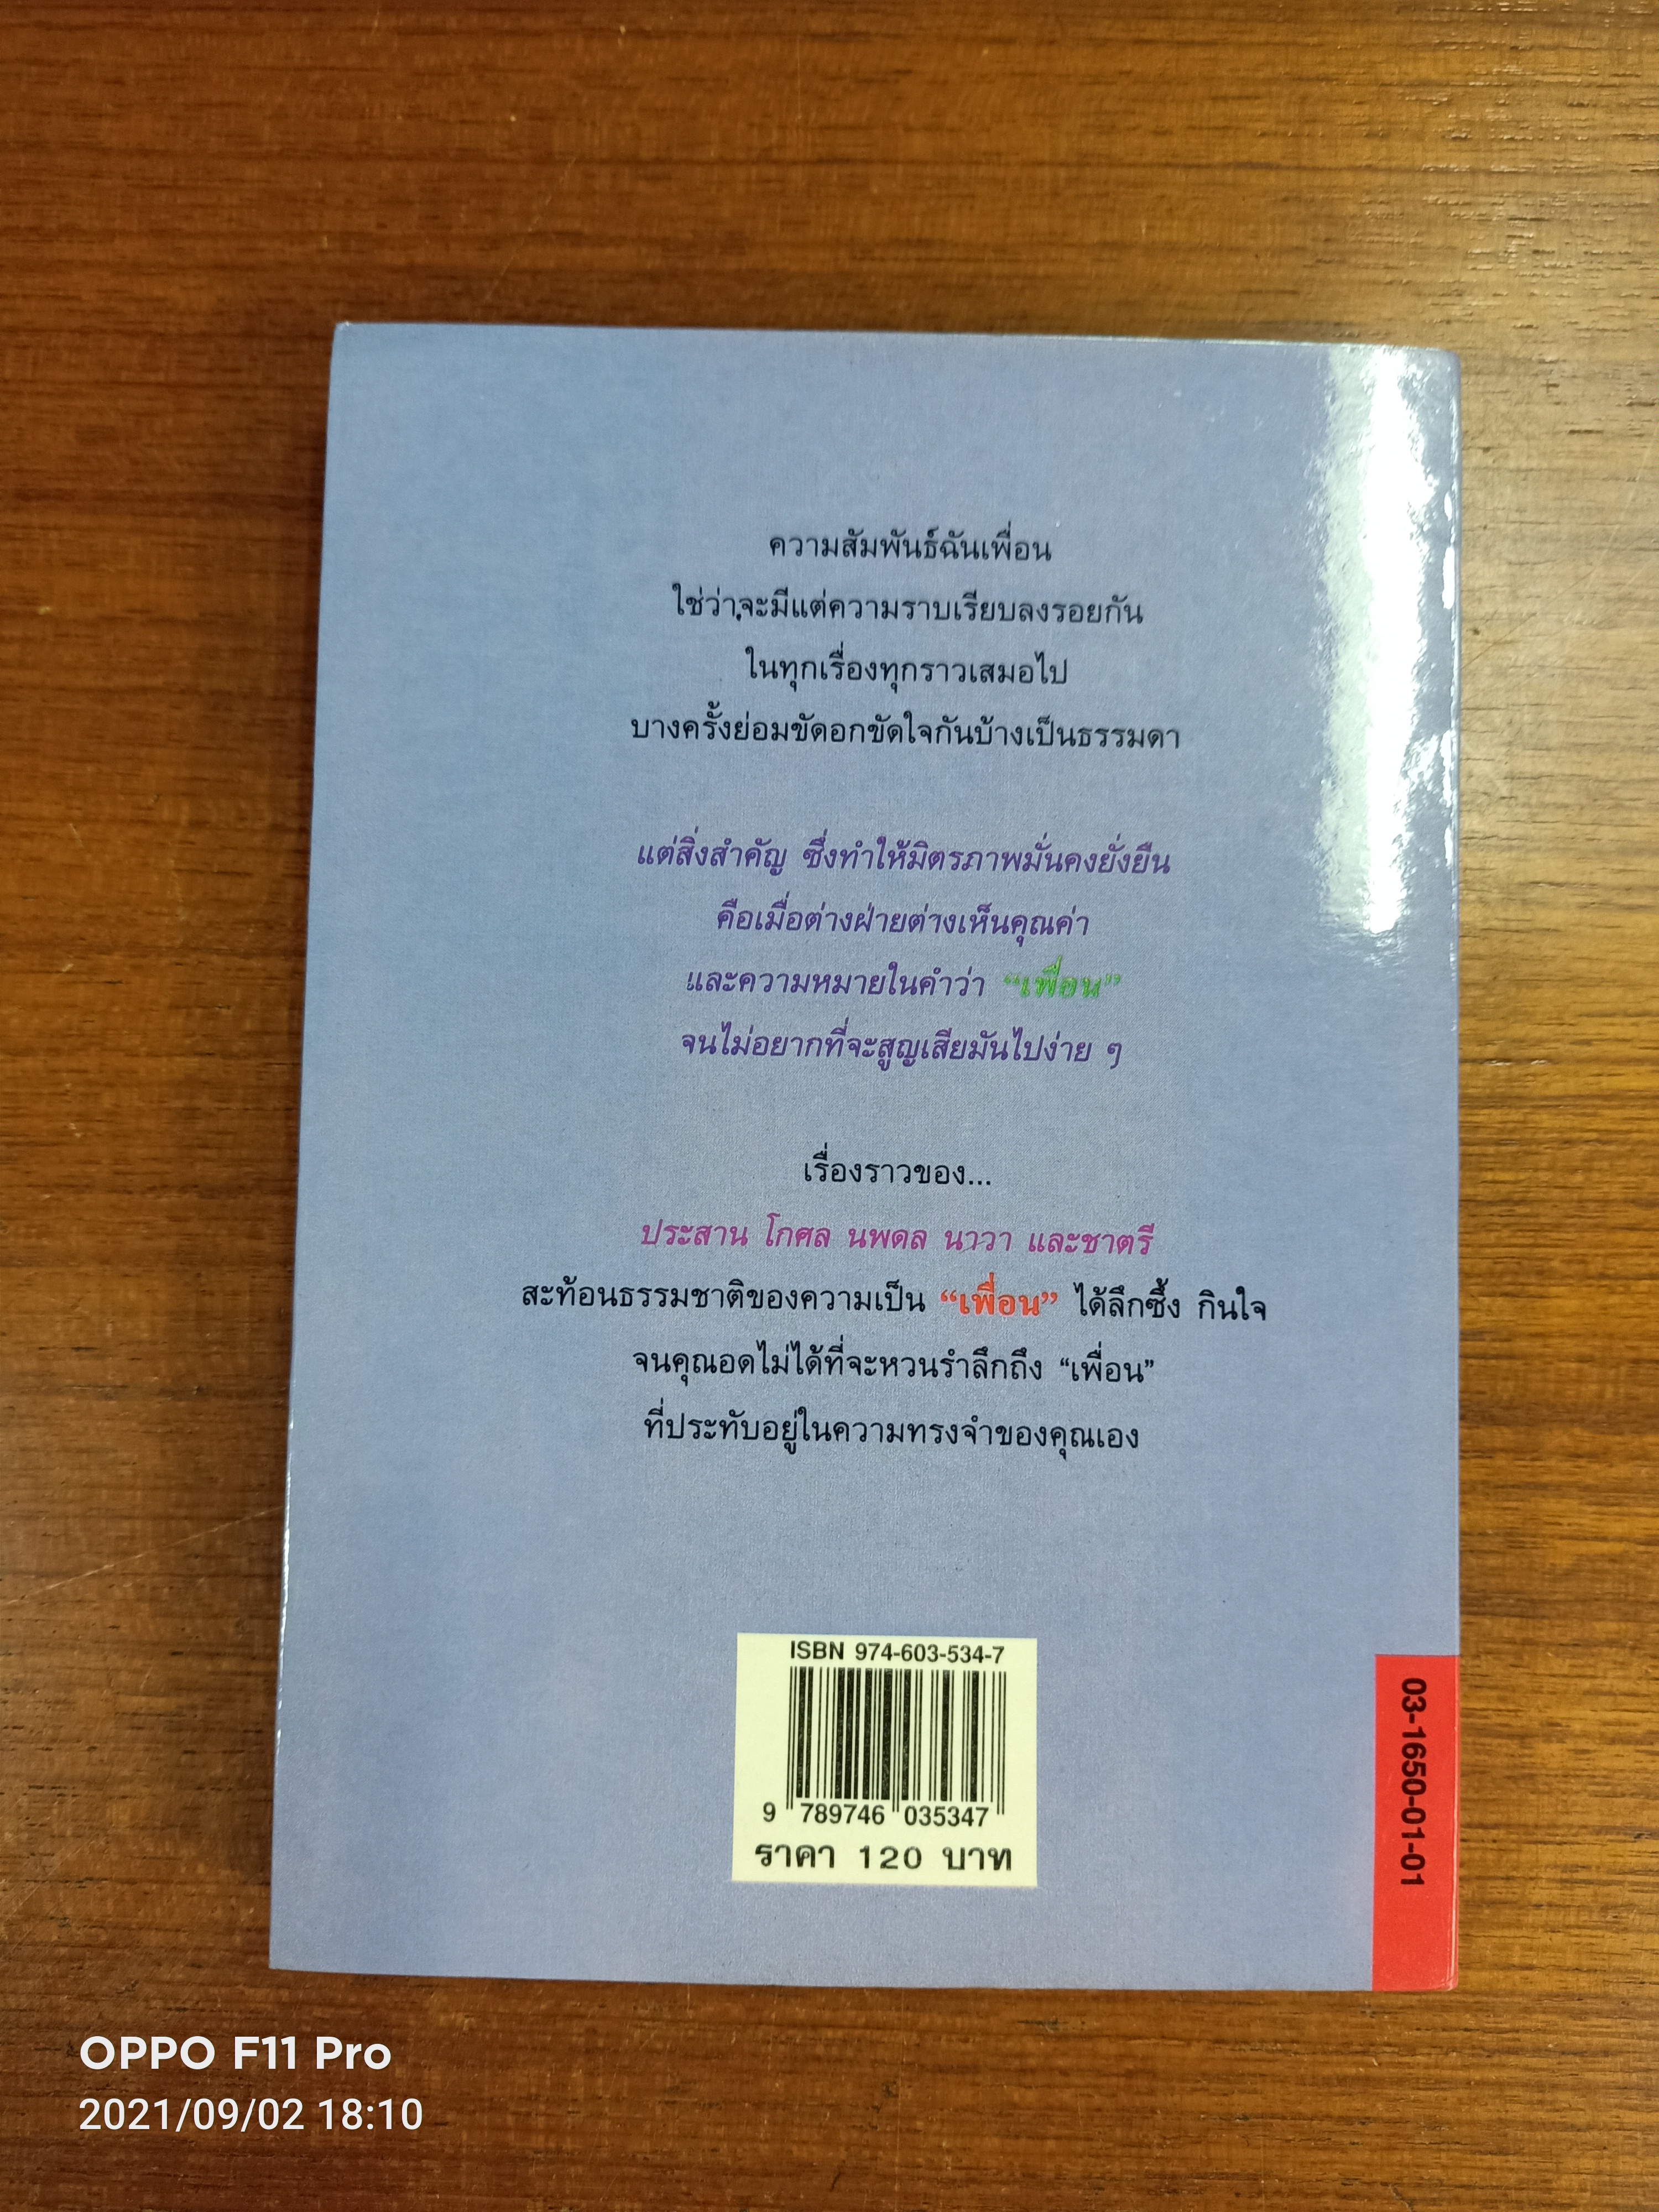 ความสัมพันธ์ฉันเพื่อน
ใช่ว่าจะมีแต่ความราบเรียบลงรอยกัน
ในทุกเรื่องทุกราวเสมอไป
บางครั้งย่อมขัดอกขัดใจกันบ้างเป็นธรรมดา
แต่สิ่งสำคัญ ซึ่งทำให้มิตรภาพมั่นคงยั่งยืน
คือเมื่อต่างฝ่ายต่างเห็นคุณค่า
และความหมายในคำว่า “เพื่อน”
จนไม่อยากที่จะสูญเสียมันไปง่าย ๆ
เรื่องราวของ...
ประสาน โกศล นพดล นาวา และชาตรี
สะท้อนธรรมชาติของความเป็น “เพื่อน” ได้ลึกซึ้ง กินใจ
จนคุณอดไม่ได้ที่จะหวนรำลึกถึง “เพื่อน”
ที่ประทับอยู่ในความทรงจำของคุณเอง
ISBN 974-603-534-7
9 789746 035347
ราคา 120 บาท
03-1650-01-01
OPPO F11 Pro
2021/09/02 18:10